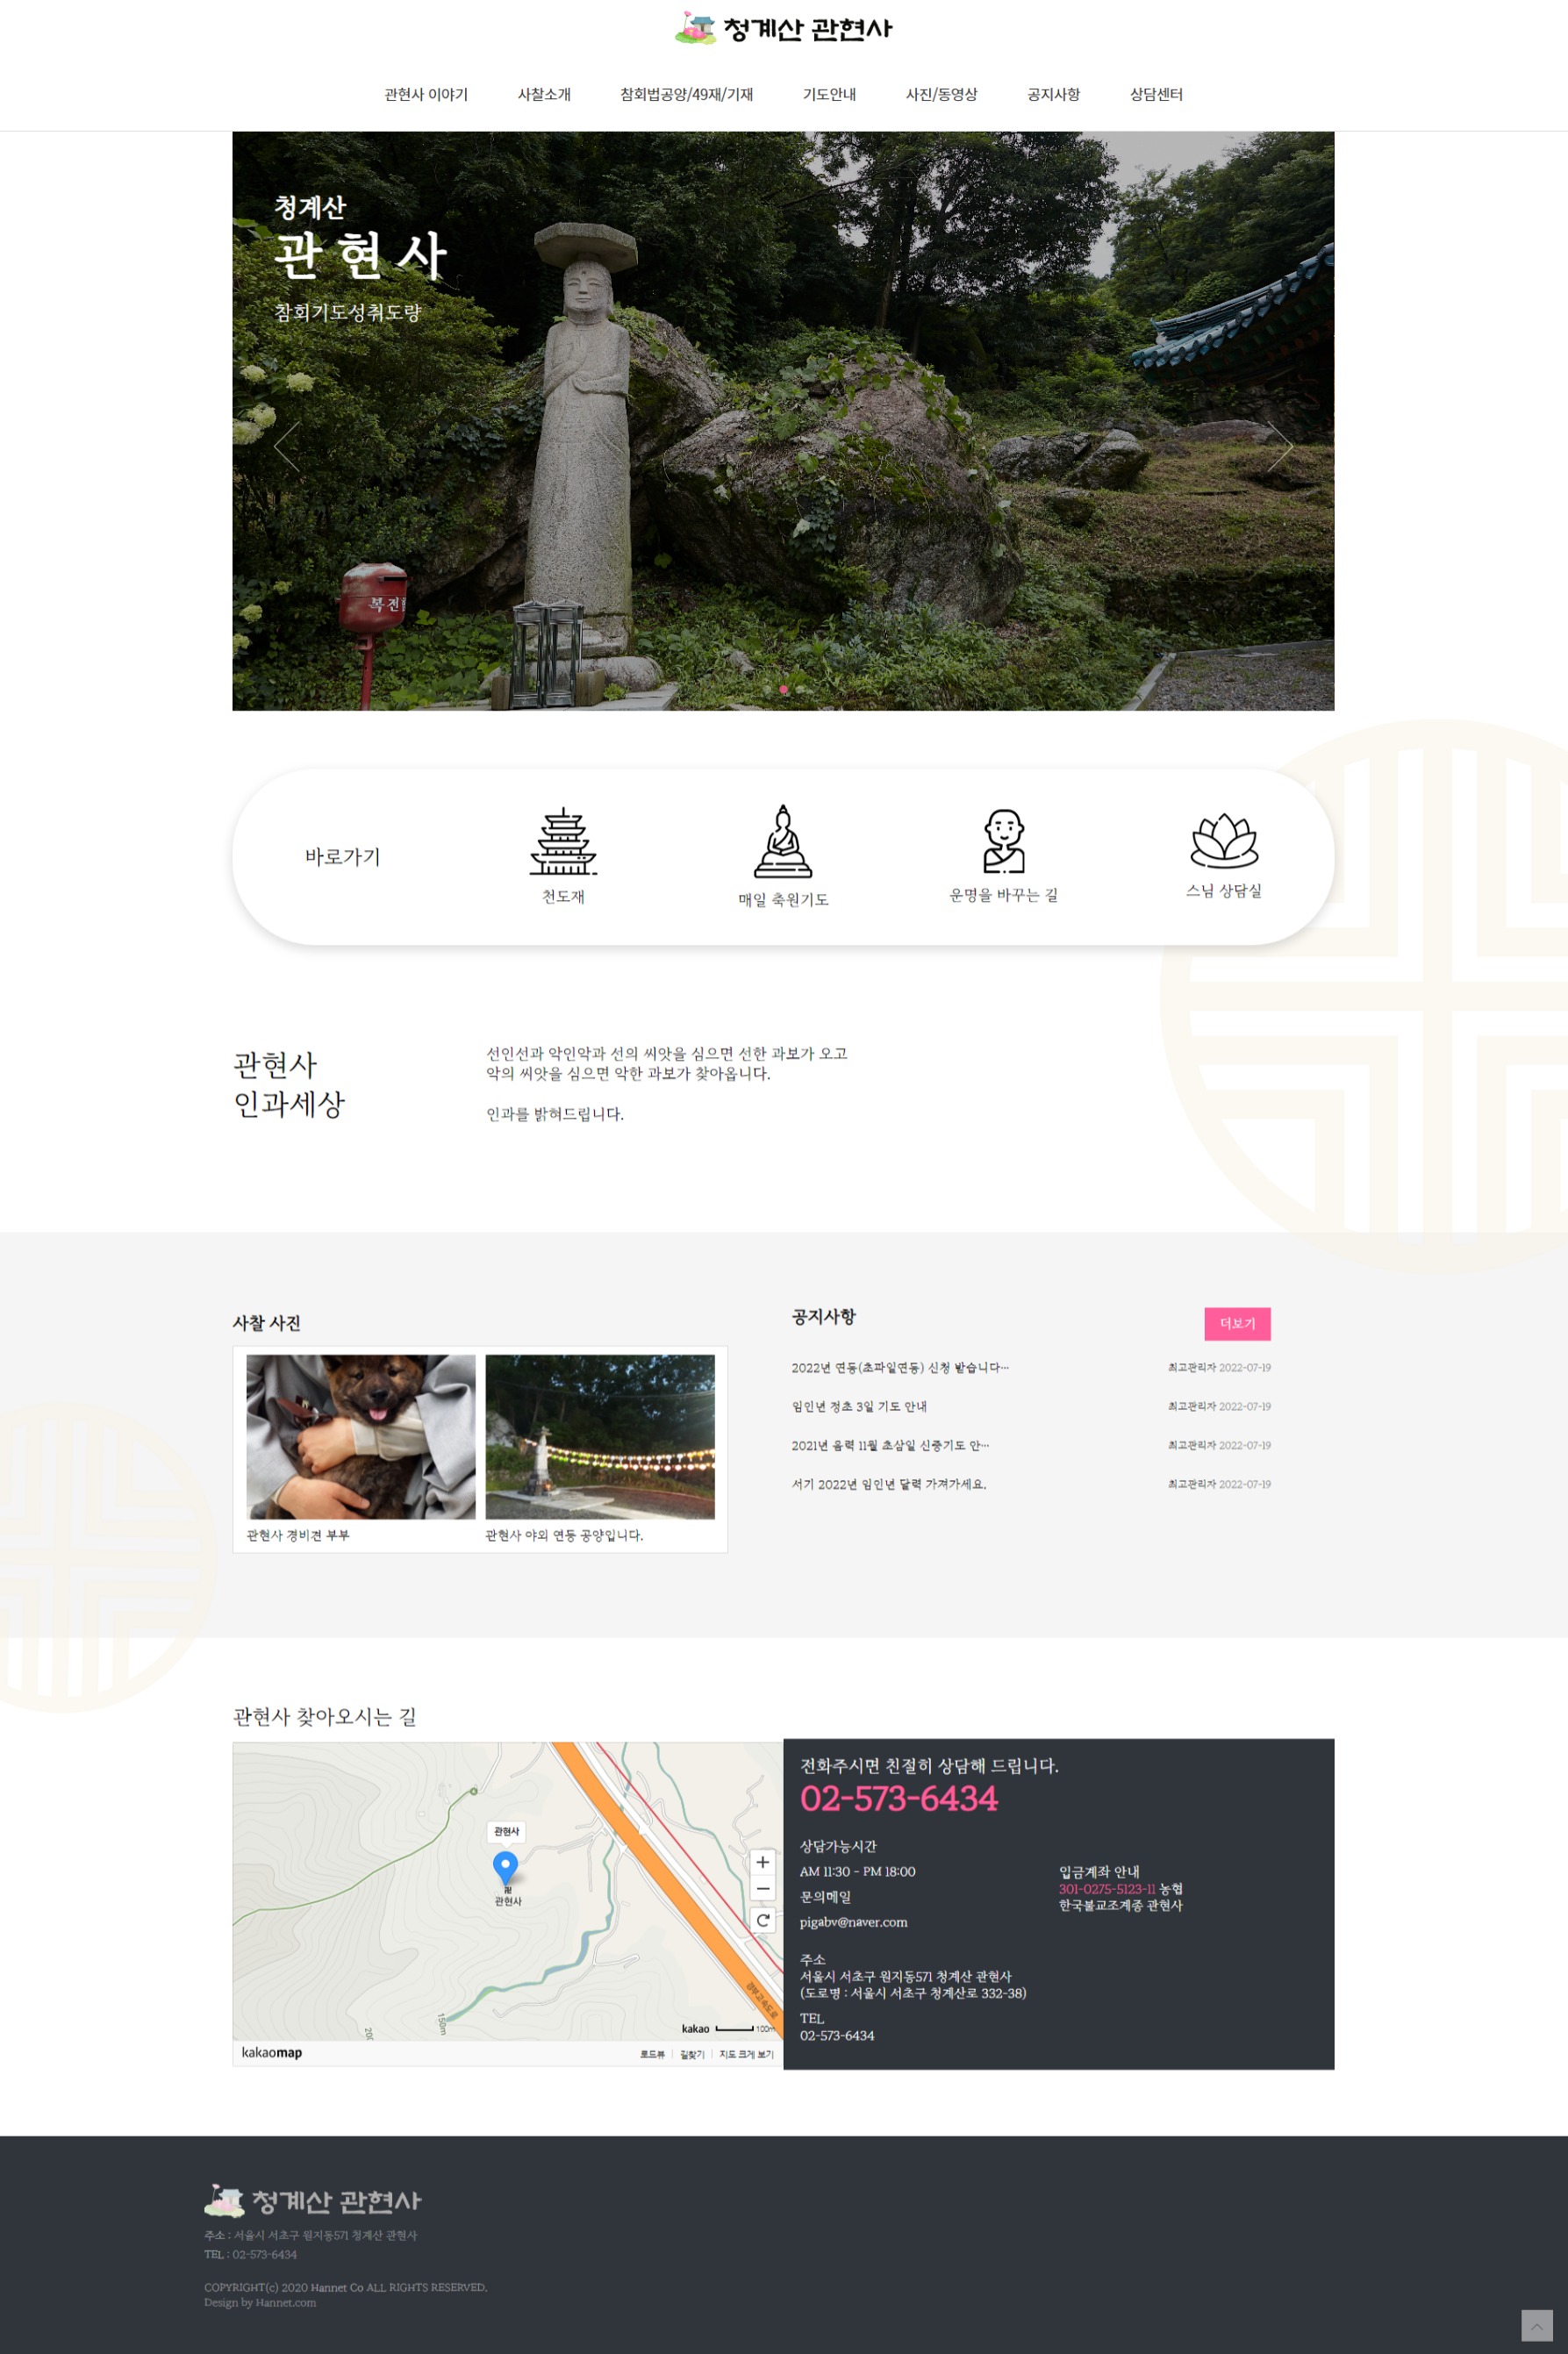 청계산 관현사
관현사 이야기
사찰소개
참회법공양/49재/기재
기도안내
사진/동영상
공지사항
상담센터
청계산
관 현 사
참회기도성취도량
복전
바로가기
천도재
매일 축원기도
운명을 바꾸는 길
스님 상담실
관현사
인과세상
선인선과 악인악과 선의 씨앗을 심으면 선한 과보가 오고
악의 씨앗을 심으면 악한 과보가 찾아옵니다.
인과를 밝혀드립니다.
사찰 사진
관현사 경비견 부부
관현사 야외 연등 공양입니다.
공지사항
더보기
2022년 연등(초파일연등) 신청 받습니다…
최고관리자 2022-07-19
임인년 정초 3일 기도 안내
최고관리자 2022-07-19
2021년 음력 11월 초삼일 신중기도 안…
최고관리자 2022-07-19
서기 2022년 임인년 달력 가져가세요.
최고관리자 2022-07-19
관현사 찾아오시는 길
관현사
卍
관현사
경부고속도로
150m
200
kakao
100m
kakaomap
로드뷰
길찾기
지도 크게 보기
전화주시면 친절히 상담해 드립니다.
02-573-6434
상담가능시간
AM 11:30 - PM 18:00
문의메일
pigabv@naver.com
입금계좌 안내
301-0275-5123-11 농협
한국불교조계종 관현사
주소
서울시 서초구 원지동571 청계산 관현사
(도로명 : 서울시 서초구 청계산로 332-38)
TEL
02-573-6434
청계산 관현사
주소 : 서울시 서초구 원지동571 청계산 관현사
TEL : 02-573-6434
COPYRIGHT(c) 2020 Hannet Co ALL RIGHTS RESERVED.
Design by Hannet.com